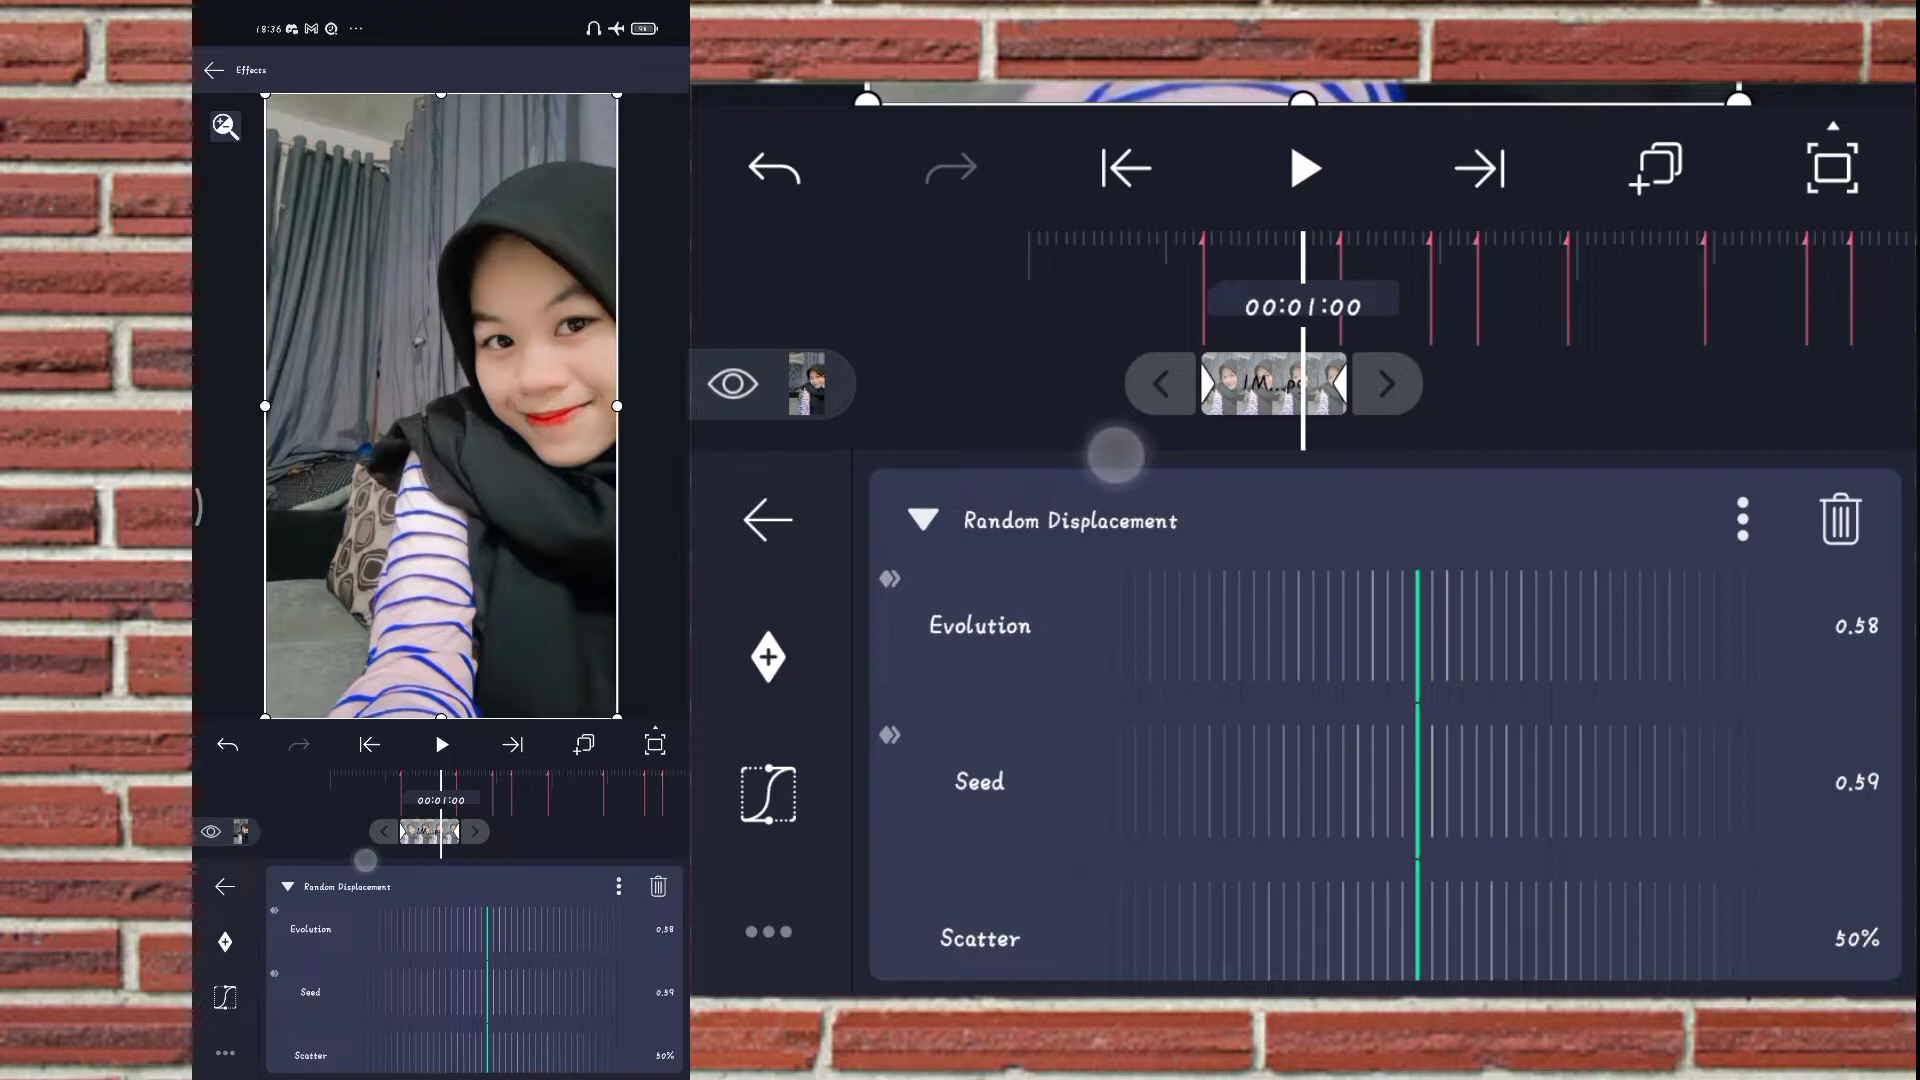 18:36
98
Effects
00:01:00
Random Displacement
Evolution
0.58
Seed
0.59
Scatter
50%
00:01:00
Random Displacement
Evolution
0.58
Seed
0.59
Scatter
50%